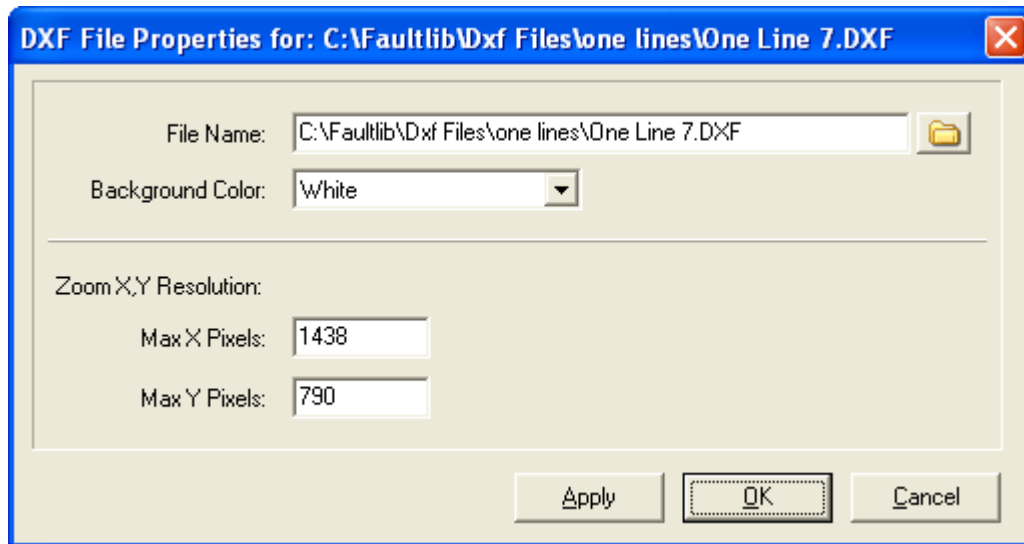 DXF File Properties for: C:\Faultlib\Dxf Files\one lines\One Line 7.DXF
File Name: C:\Faultlib\Dxf Files\one lines\One Line 7.DXF
Background Color: White
Zoom X,Y Resolution:
Max X Pixels: 1438
Max Y Pixels: 790
Apply OK Cancel